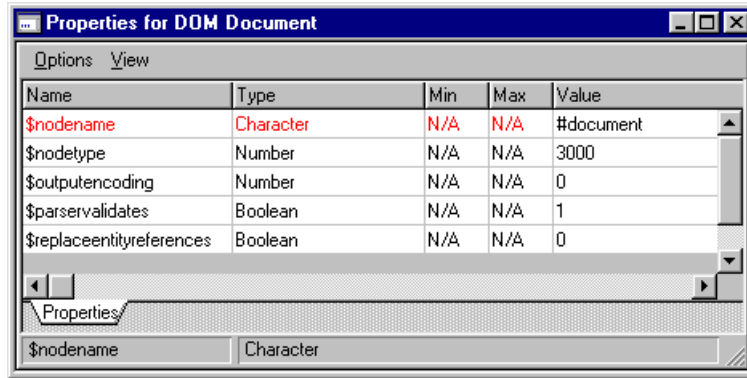 Properties for DOM Document
Options View
Name Type Min Max Value
$nodename Character N/A N/A #document
$nodetype Number N/A N/A 3000
$outputencoding Number N/A N/A 0
$parservalidates Boolean N/A N/A 1
$replaceentityreferences Boolean N/A N/A 0
Properties
$nodename Character